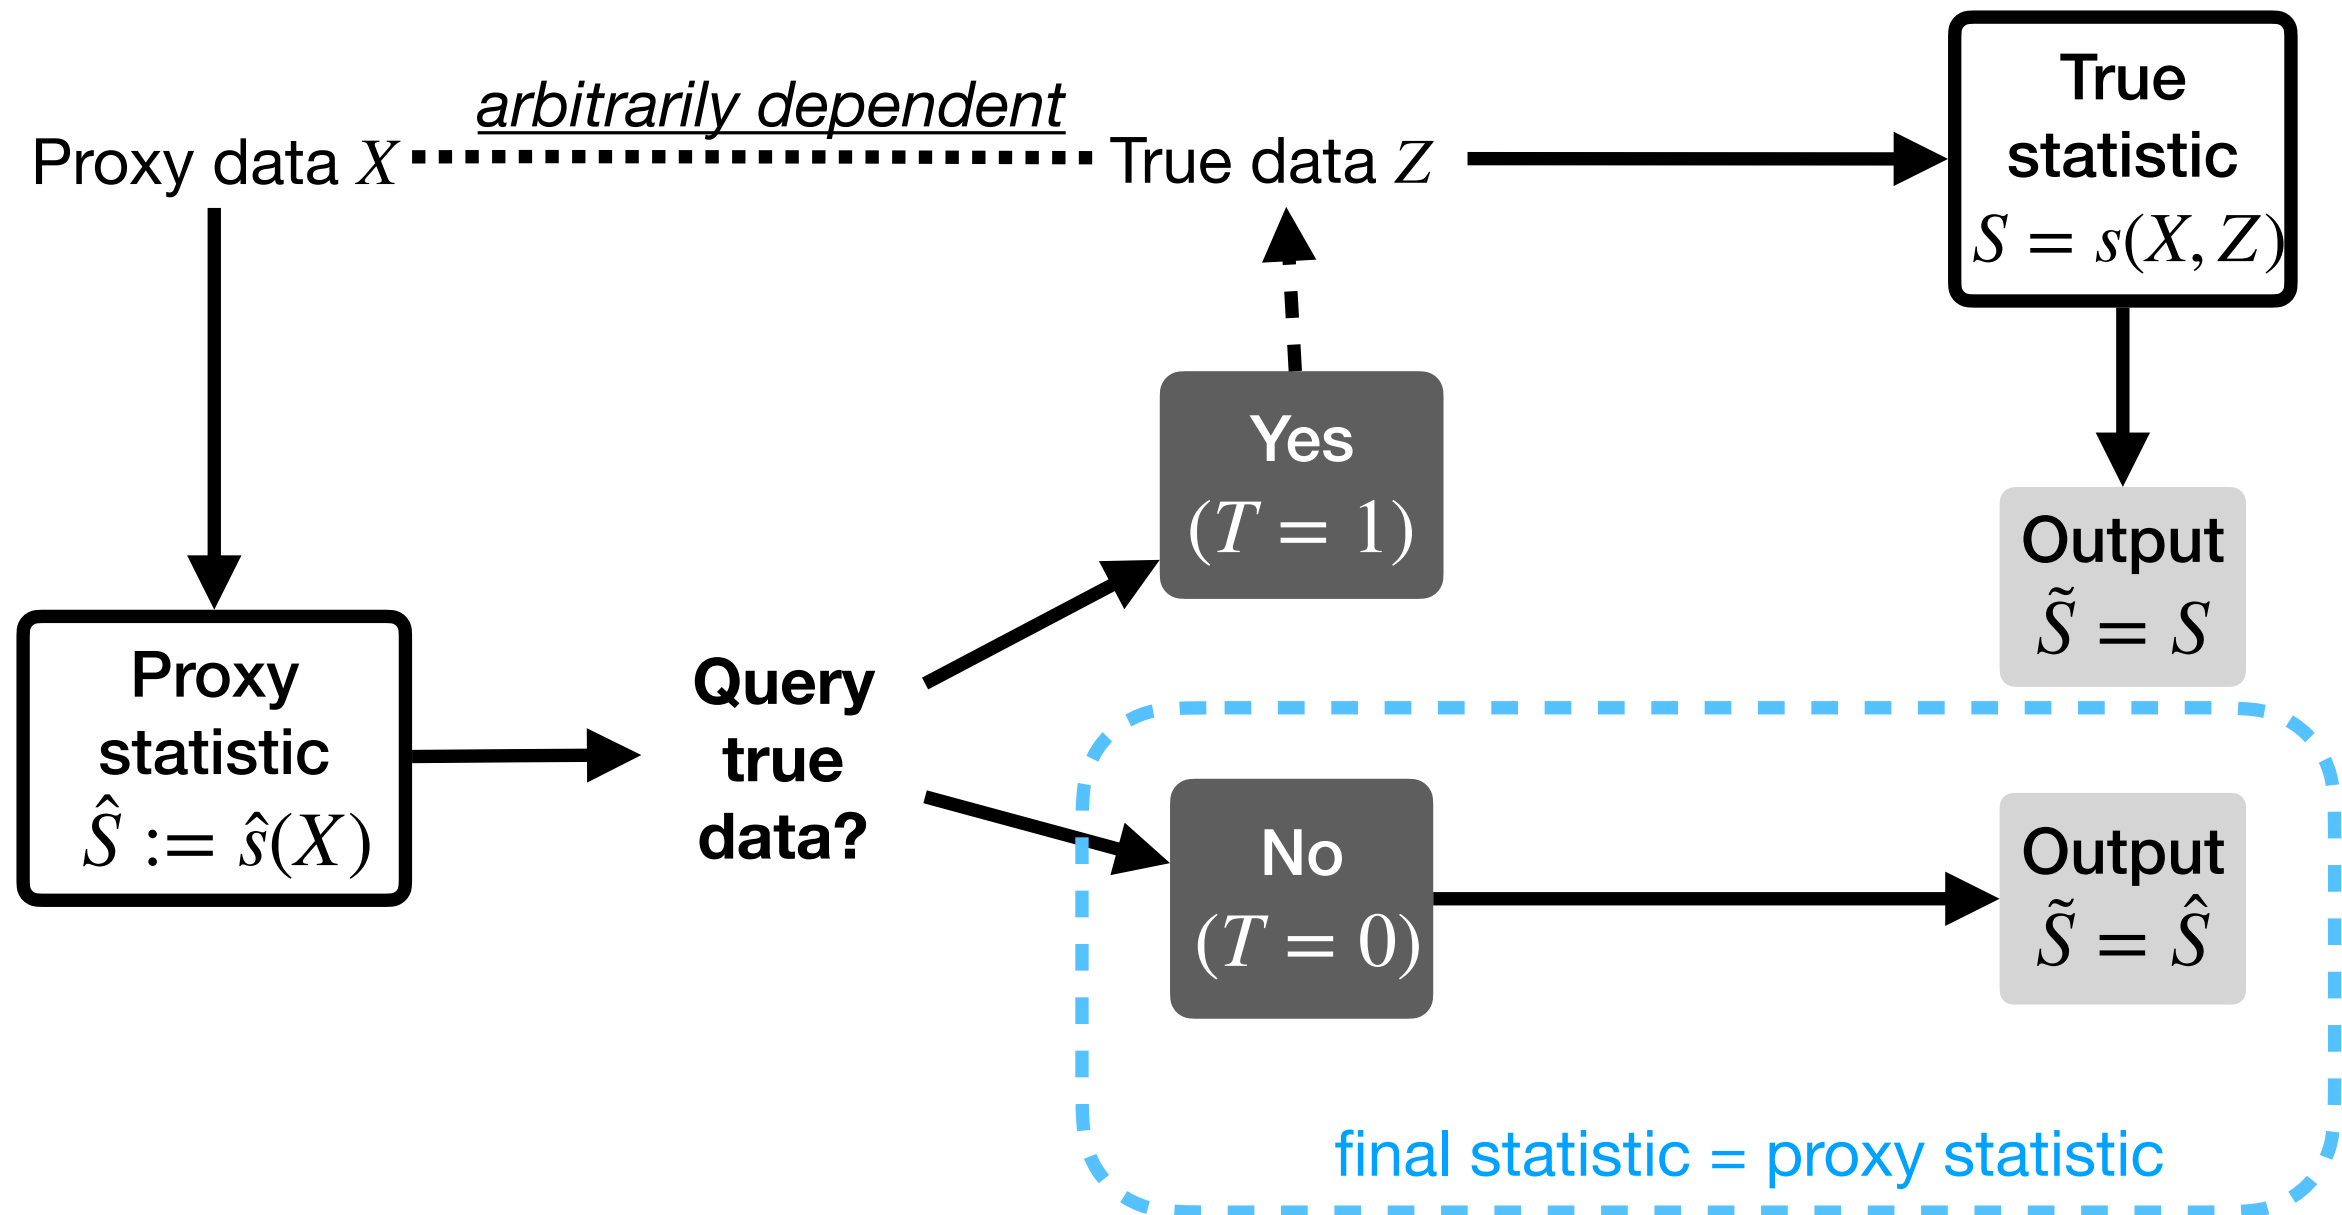 arbitrarily dependent
Proxy data X
True data Z
True
statistic
S = s(X, Z)
Yes
(T = 1)
Output
S̃ = S
Proxy
statistic
Ŝ := ŝ(X)
Query
true
data?
No
(T = 0)
Output
S̃ = Ŝ
final statistic = proxy statistic